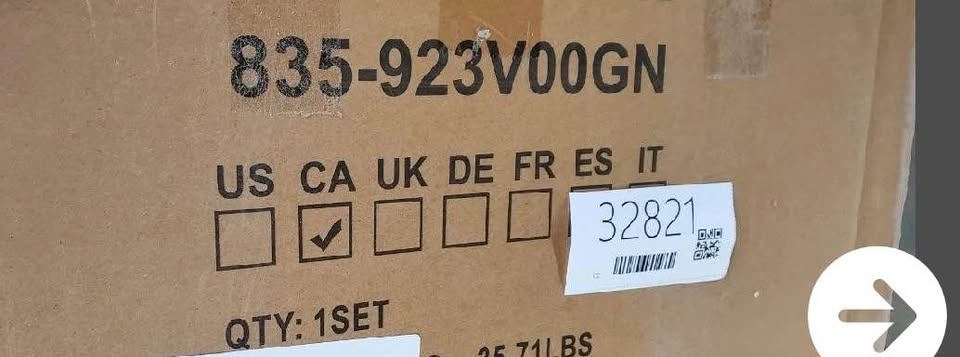 835-923V00GN
US CA UK DE FR ES IT
32821
QTY: 1SET
35.71LBS